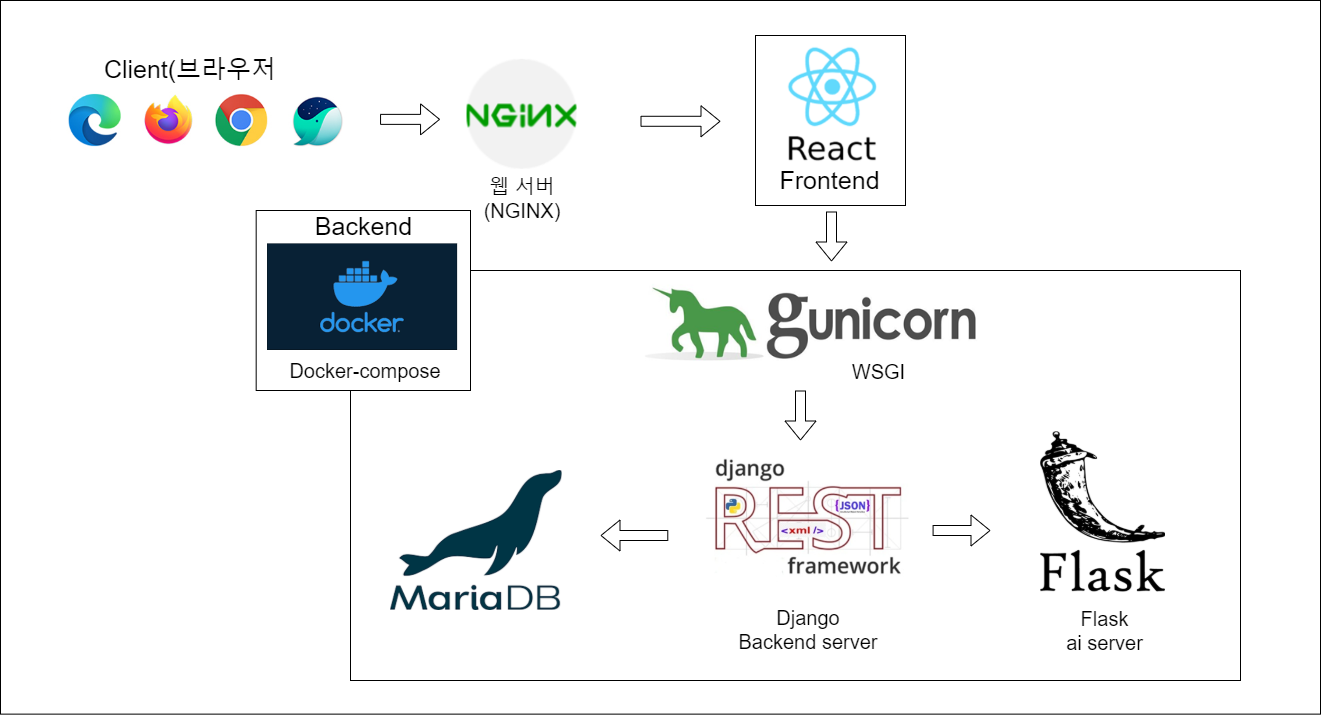 Client(브라우저
NGINX
웹 서버
(NGINX)
React
Frontend
Backend
docker
Docker-compose
gunicorn
WSGI
django
REST
{JSON}
<xml />
framework
MariaDB
Django
Backend server
Flask
Flask
ai server